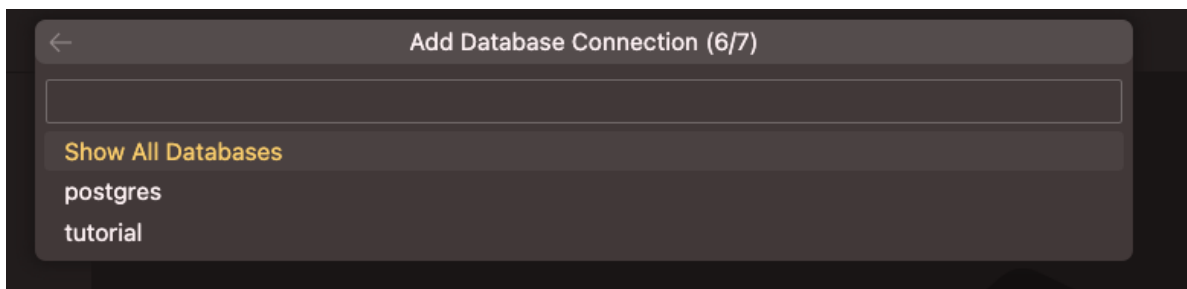 Add Database Connection (6/7)
Show All Databases
postgres
tutorial